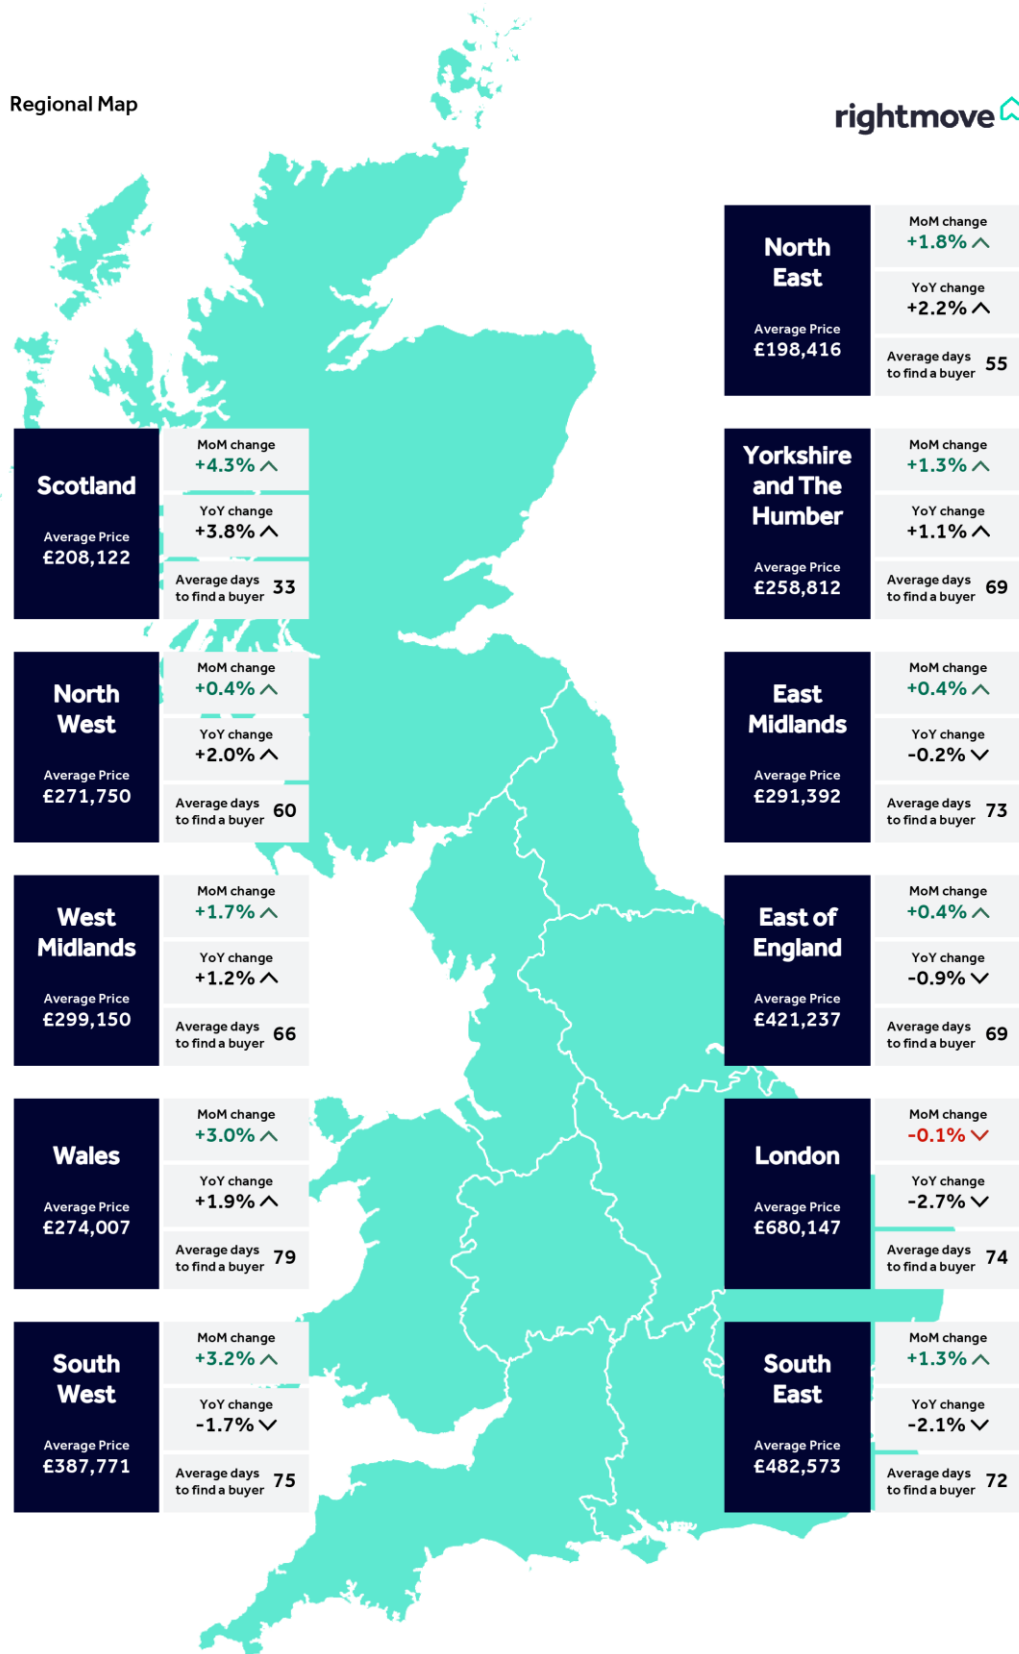 Regional Map
rightmove
Scotland
Average Price
£208,122
MoM change
+4.3%
YoY change
+3.8%
Average days
to find a buyer
33
North
West
Average Price
£271,750
MoM change
+0.4%
YoY change
+2.0%
Average days
to find a buyer
60
West
Midlands
Average Price
£299,150
MoM change
+1.7%
YoY change
+1.2%
Average days
to find a buyer
66
Wales
Average Price
£274,007
MoM change
+3.0%
YoY change
+1.9%
Average days
to find a buyer
79
South
West
Average Price
£387,771
MoM change
+3.2%
YoY change
-1.7%
Average days
to find a buyer
75
North
East
Average Price
£198,416
MoM change
+1.8%
YoY change
+2.2%
Average days
to find a buyer
55
Yorkshire
and The
Humber
Average Price
£258,812
MoM change
+1.3%
YoY change
+1.1%
Average days
to find a buyer
69
East
Midlands
Average Price
£291,392
MoM change
+0.4%
YoY change
-0.2%
Average days
to find a buyer
73
East of
England
Average Price
£421,237
MoM change
+0.4%
YoY change
-0.9%
Average days
to find a buyer
69
London
Average Price
£680,147
MoM change
-0.1%
YoY change
-2.7%
Average days
to find a buyer
74
South
East
Average Price
£482,573
MoM change
+1.3%
YoY change
-2.1%
Average days
to find a buyer
72